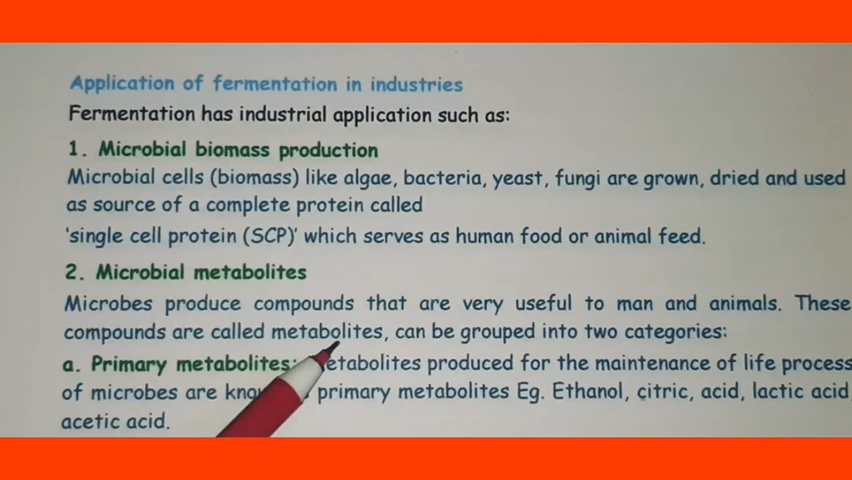 Application of fermentation in industries
Fermentation has industrial application such as:
1. Microbial biomass production
Microbial cells (biomass) like algae, bacteria, yeast, fungi are grown, dried and used
as source of a complete protein called
'single cell protein (SCP)' which serves as human food or animal feed.
2. Microbial metabolites
Microbes produce compounds that are very useful to man and animals. These
compounds are called metabolites, can be grouped into two categories:
a. Primary metabolites: produced for the maintenance of life process
of microbes are primary metabolites Eg. Ethanol, citric, acid, lactic acid
acetic acid.